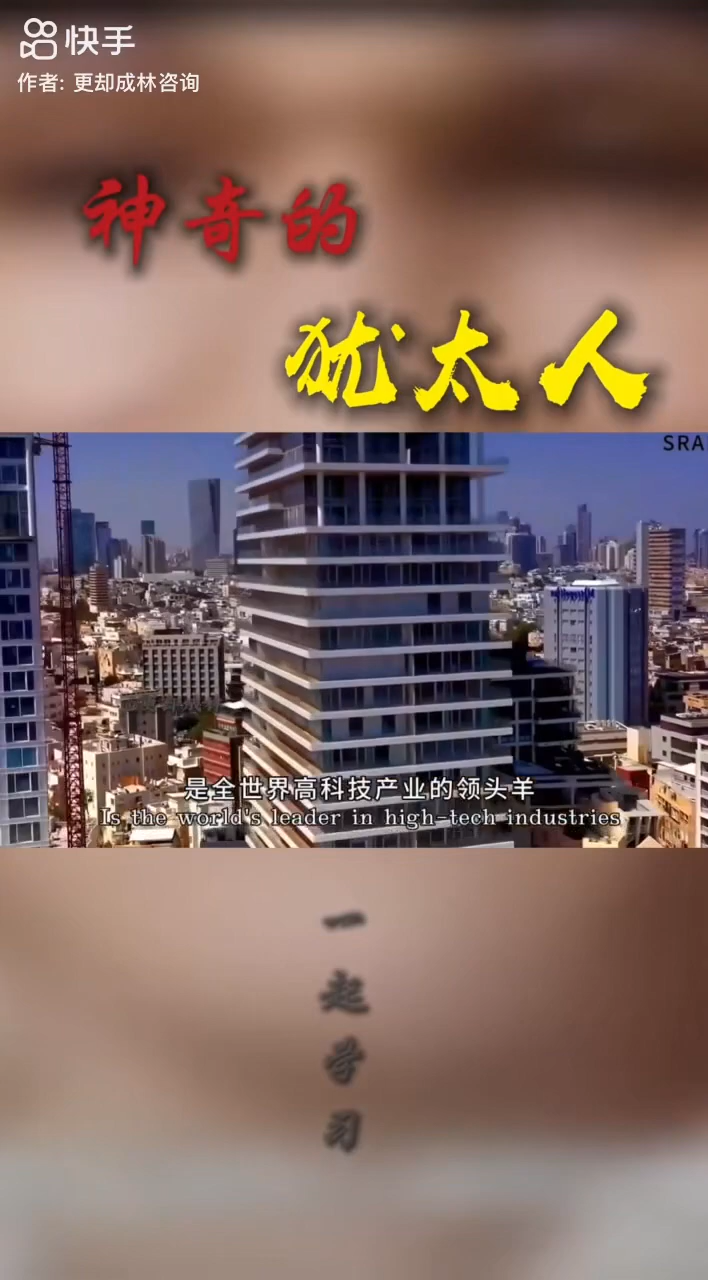 快手
作者: 更却成林咨询
神奇的
犹太人
SRA
是全世界高科技产业的领头羊
Is the world's leader in high-tech industries
一起学习